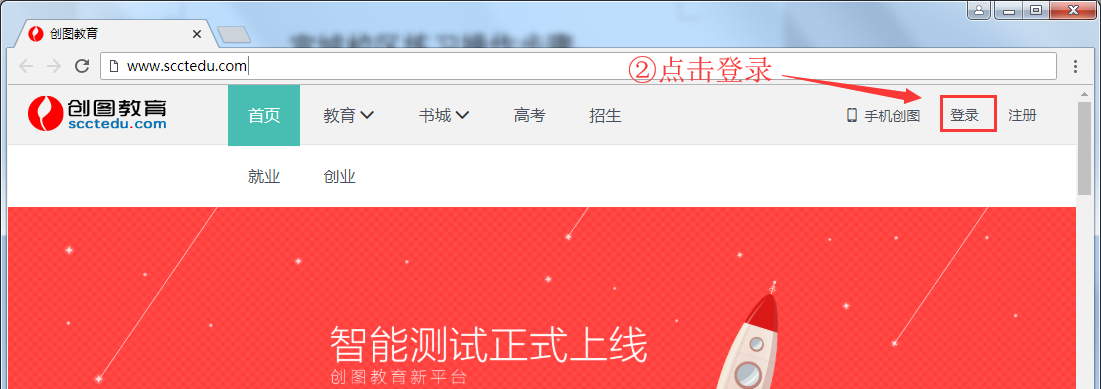 创图教育
www.scctedu.com
②点击登录
创图教育
scctedu.com
首页
教育
书城
高考
招生
手机创图
登录
注册
就业
创业
智能测试正式上线
创图教育新平台